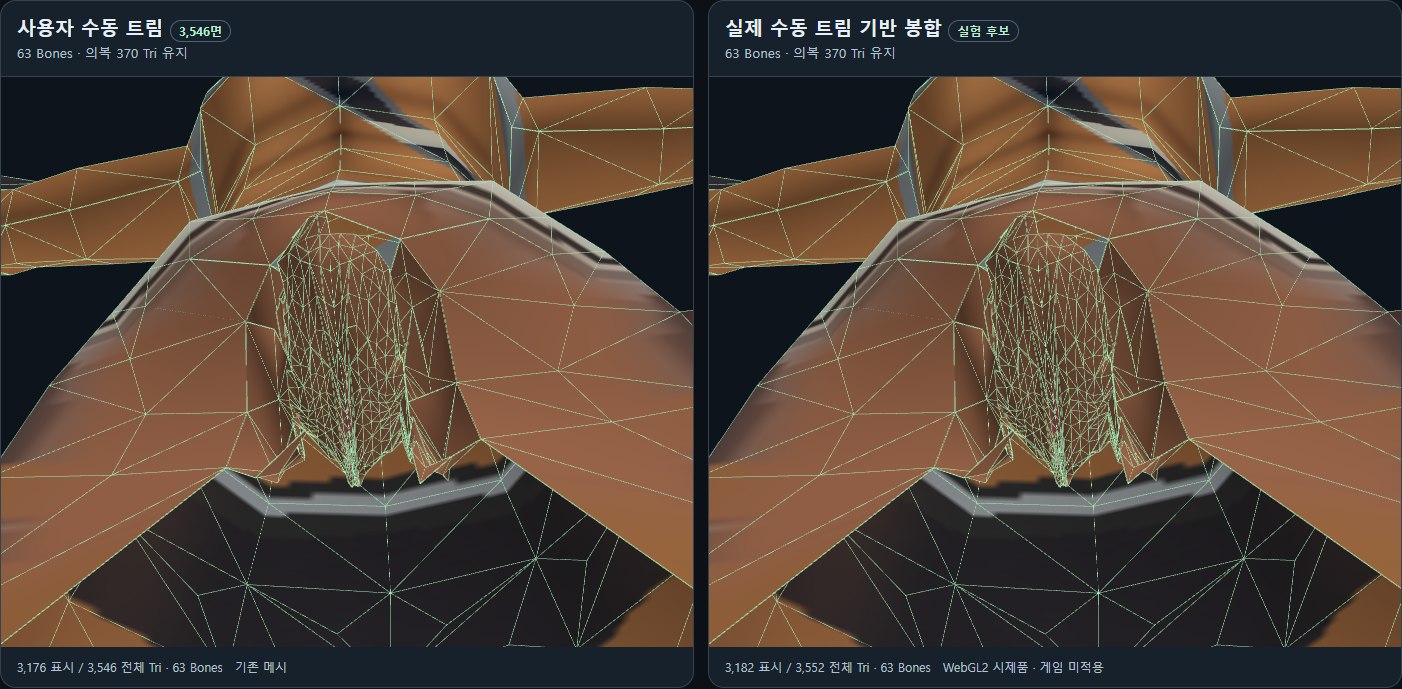 사용자 수동 트림 3,546면
63 Bones · 의복 370 Tri 유지
3,176 표시 / 3,546 전체 Tri · 63 Bones 기존 메시
실제 수동 트림 기반 봉합 실험 후보
63 Bones · 의복 370 Tri 유지
3,182 표시 / 3,552 전체 Tri · 63 Bones WebGL2 시제품 · 게임 미적용